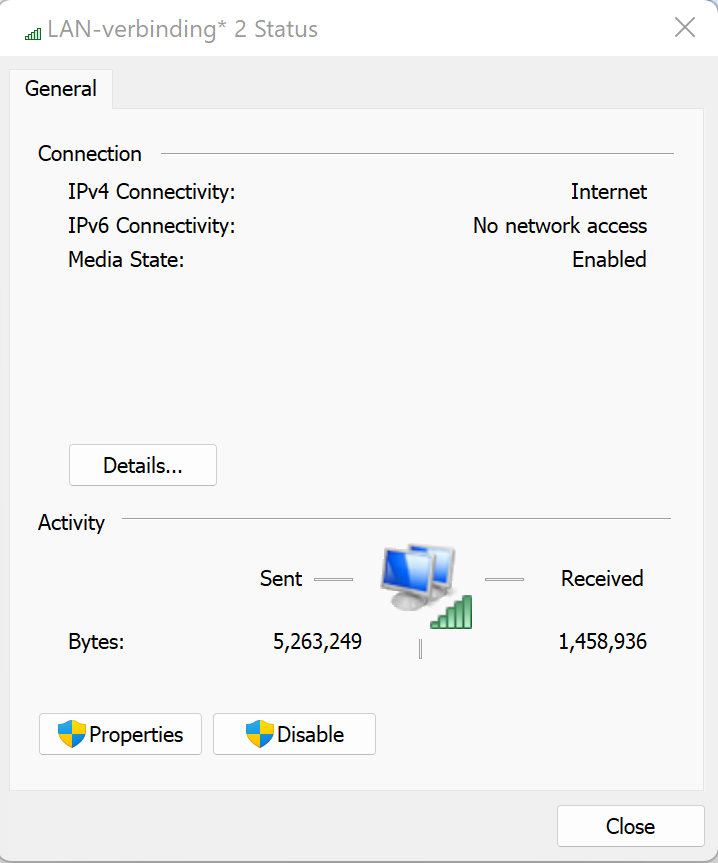 LAN-verbinding* 2 Status
General
Connection
IPv4 Connectivity: Internet
IPv6 Connectivity: No network access
Media State: Enabled
Details...
Activity
Sent Received
Bytes: 5,263,249 1,458,936
Properties Disable
Close